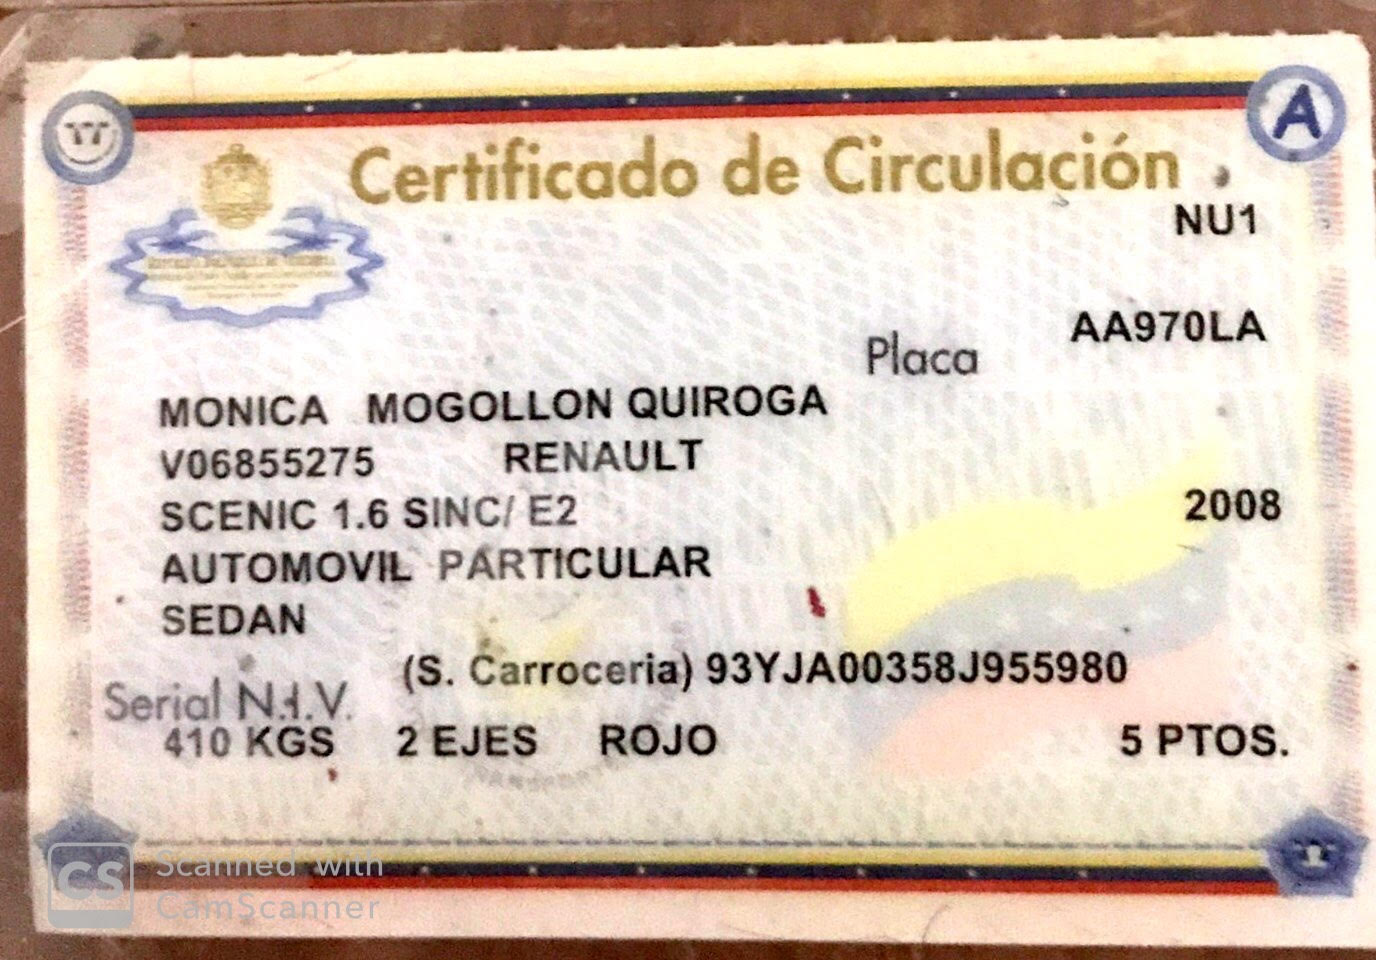 A
Certificado de Circulación
NU1
Placa AA970LA
MONICA MOGOLLON QUIROGA
V06855275 RENAULT
SCENIC 1.6 SINC/ E2 2008
AUTOMOVIL PARTICULAR
SEDAN
(S. Carroceria) 93YJA00358J955980
Serial N.I.V.
410 KGS 2 EJES ROJO 5 PTOS.
CS Scanned with
CamScanner